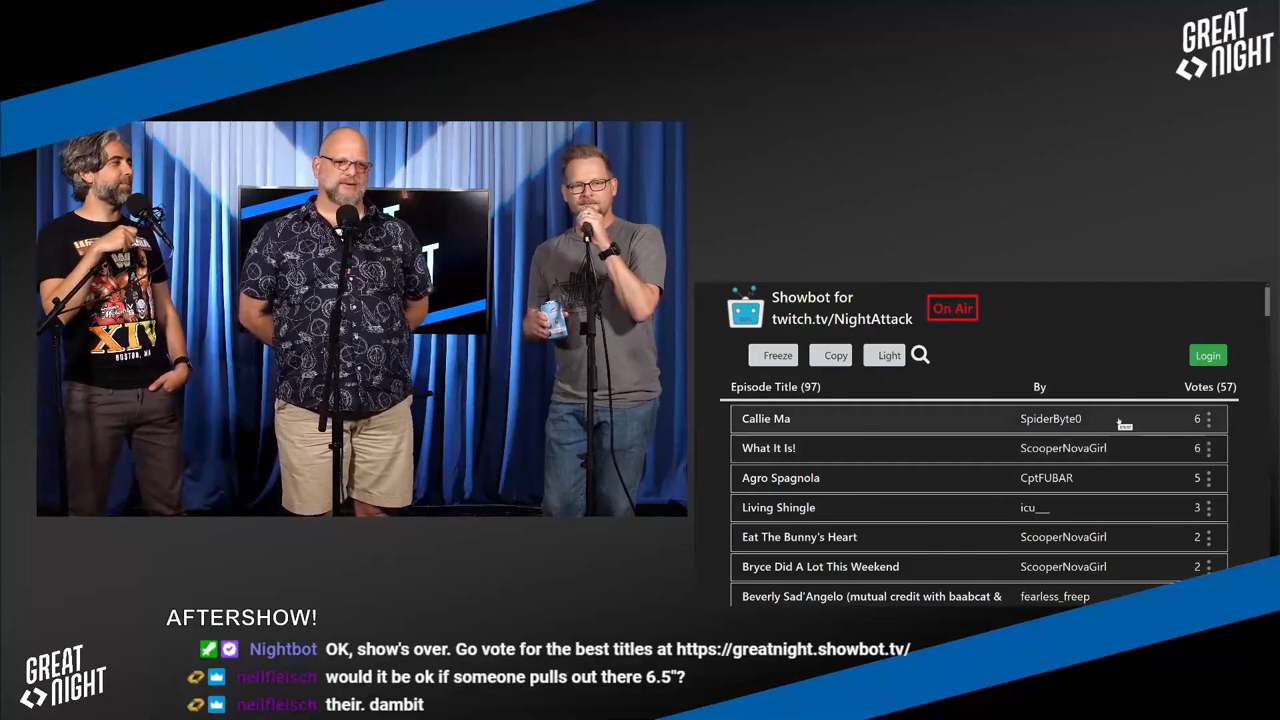 GREAT
NIGHT
XIV
BOSTON, MA
Showbot for
twitch.tv/NightAttack
On Air
Freeze
Copy
Light
Login
Episode Title (97)
By
Votes (57)
Callie Ma
SpiderByte0
6
What It Is!
ScooperNovaGirl
6
Agro Spagnola
CptFUBAR
5
Living Shingle
icu___
3
Eat The Bunny's Heart
ScooperNovaGirl
2
Bryce Did A Lot This Weekend
ScooperNovaGirl
2
Beverly Sad'Angelo (mutual credit with baabcat &
fearless_freep
AFTERSHOW!
Nightbot OK, show's over. Go vote for the best titles at https://greatnight.showbot.tv/
neilfleisch would it be ok if someone pulls out there 6.5"?
neilfleisch their. dambit
GREAT
NIGHT